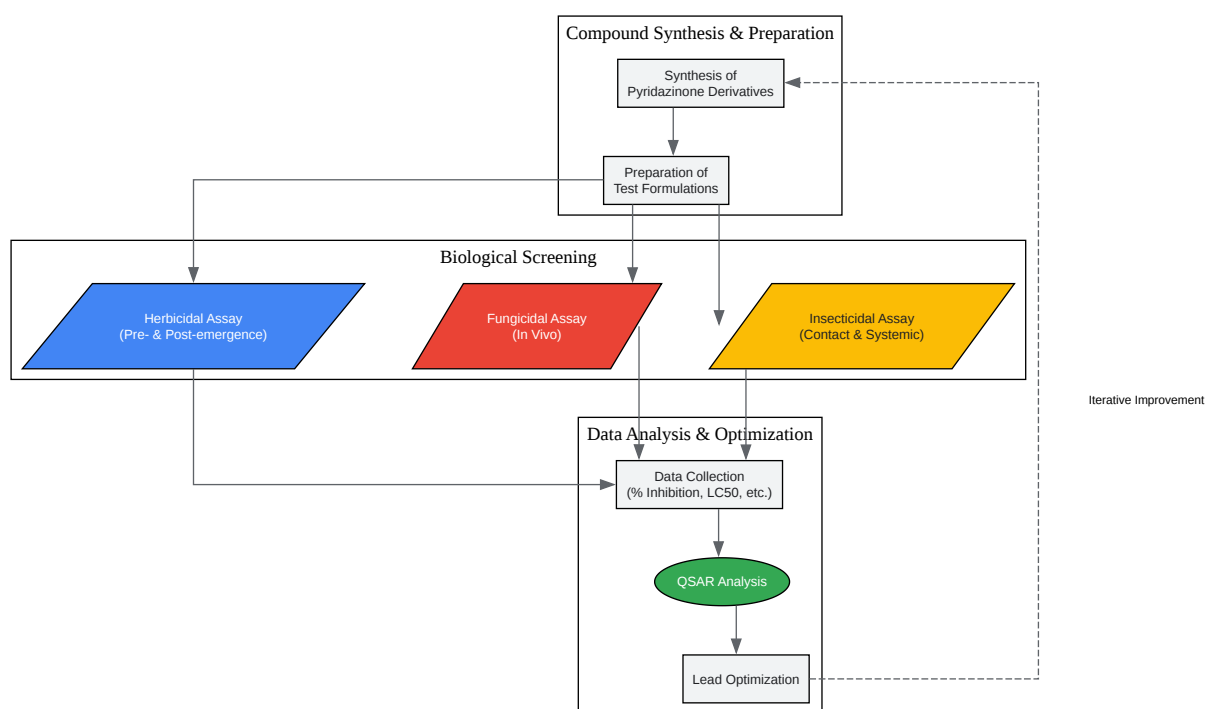 Compound Synthesis & Preparation
Synthesis of
Pyridazinone Derivatives
Preparation of
Test Formulations
Biological Screening
Herbicidal Assay
(Pre- & Post-emergence)
Fungicidal Assay
(In Vivo)
Insecticidal Assay
(Contact & Systemic)
Iterative Improvement
Data Analysis & Optimization
Data Collection
(% Inhibition, LC50, etc.)
QSAR Analysis
Lead Optimization